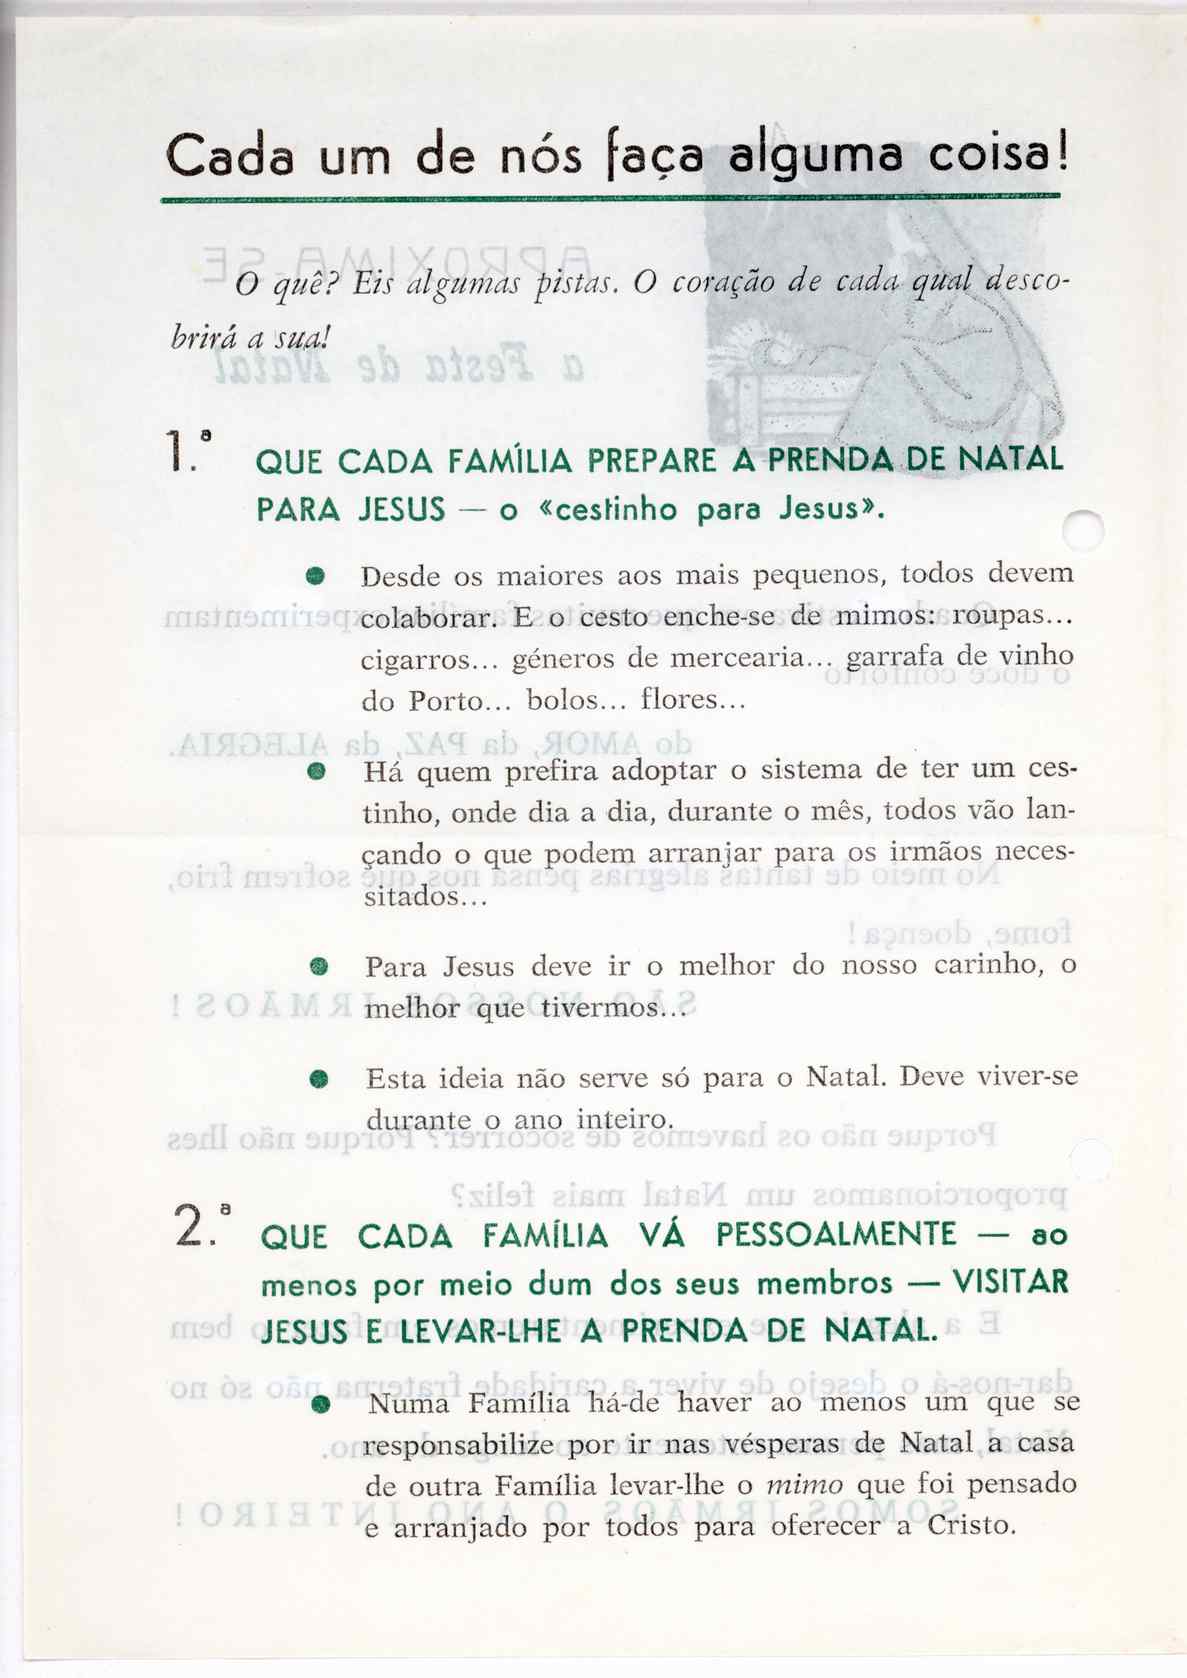 Cada um de nós faça alguma coisa!
O quê? Eis algumas pistas. O coração de cada qual desco-
brirá a sua!
1.ª QUE CADA FAMÍLIA PREPARE A PRENDA DE NATAL
PARA JESUS — o «cestinho para Jesus».
● Desde os maiores aos mais pequenos, todos devem
colaborar. E o cesto enche-se de mimos: roupas...
cigarros... géneros de mercearia... garrafa de vinho
do Porto... bolos... flores...
● Há quem prefira adoptar o sistema de ter um ces-
tinho, onde dia a dia, durante o mês, todos vão lan-
çando o que podem arranjar para os irmãos neces-
sitados...
● Para Jesus deve ir o melhor do nosso carinho, o
melhor que tivermos...
● Esta ideia não serve só para o Natal. Deve viver-se
durante o ano inteiro.
2.ª QUE CADA FAMÍLIA VÁ PESSOALMENTE — ao
menos por meio dum dos seus membros — VISITAR
JESUS E LEVAR-LHE A PRENDA DE NATAL.
● Numa Família há-de haver ao menos um que se
responsabilize por ir nas vésperas de Natal a casa
de outra Família levar-lhe o mimo que foi pensado
e arranjado por todos para oferecer a Cristo.